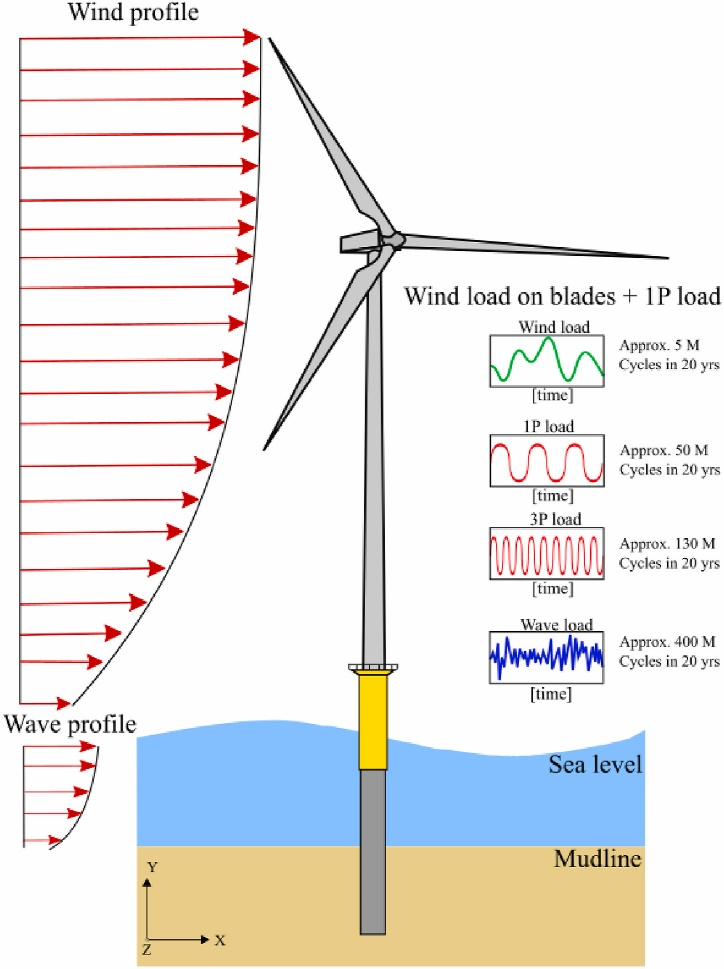 Wind profile
Wind load on blades + 1P load
Wind load
Approx. 5 M
Cycles in 20 yrs
[time]
1P load
Approx. 50 M
Cycles in 20 yrs
[time]
3P load
Approx. 130 M
Cycles in 20 yrs
[time]
Wave load
Approx. 400 M
Cycles in 20 yrs
[time]
Wave profile
Sea level
Mudline
Y
X
Z